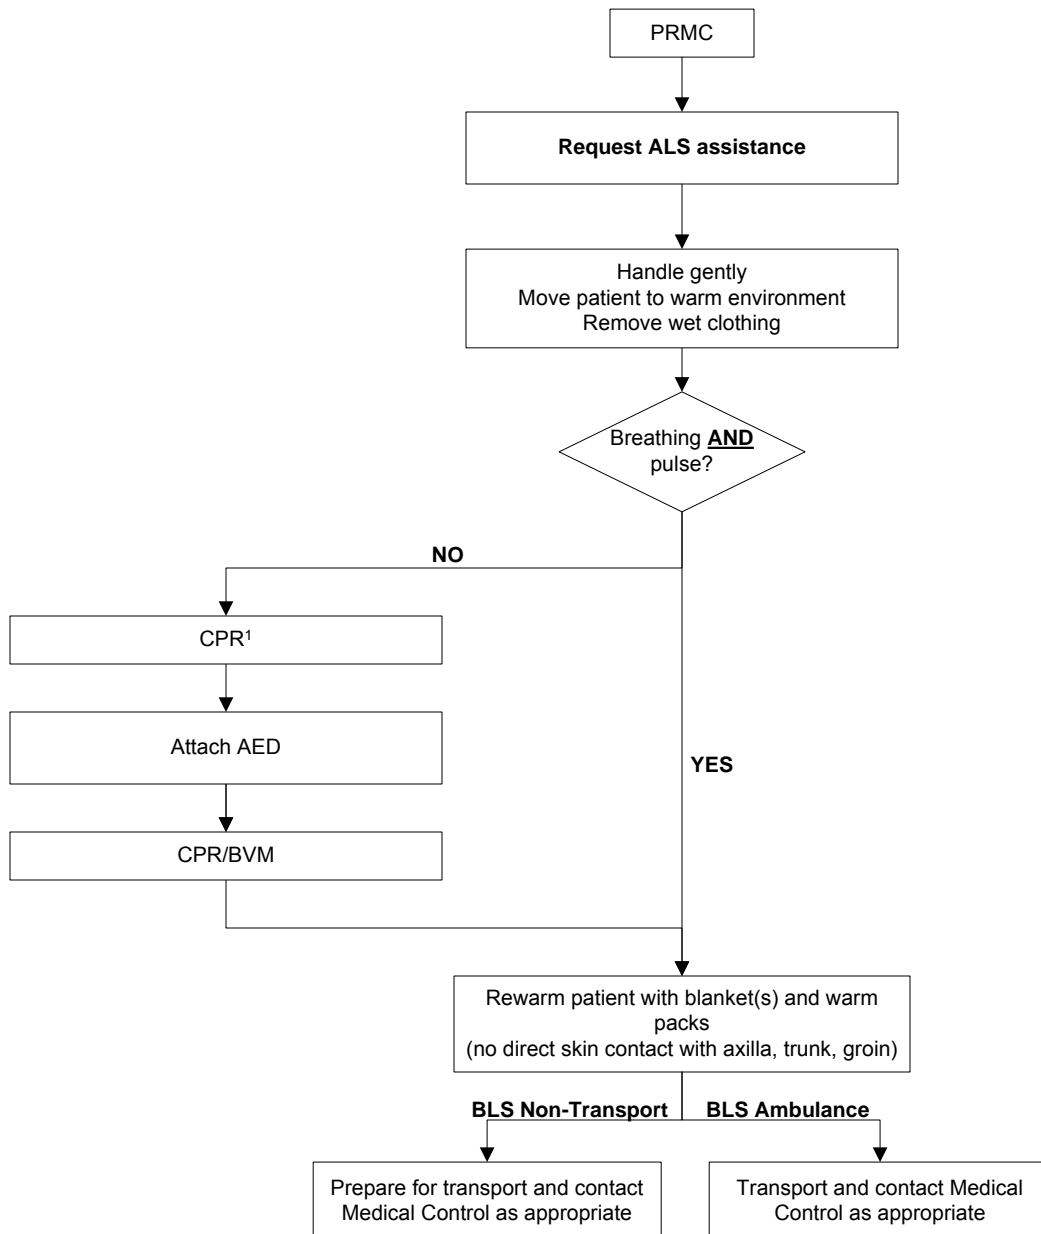 PRMC
Request ALS assistance
Handle gently
Move patient to warm environment
Remove wet clothing
Breathing AND
pulse?
NO
CPR¹
Attach AED
YES
CPR/BVM
Rewarm patient with blanket(s) and warm
packs
(no direct skin contact with axilla, trunk, groin)
BLS Non-Transport
BLS Ambulance
Prepare for transport and contact
Medical Control as appropriate
Transport and contact Medical
Control as appropriate